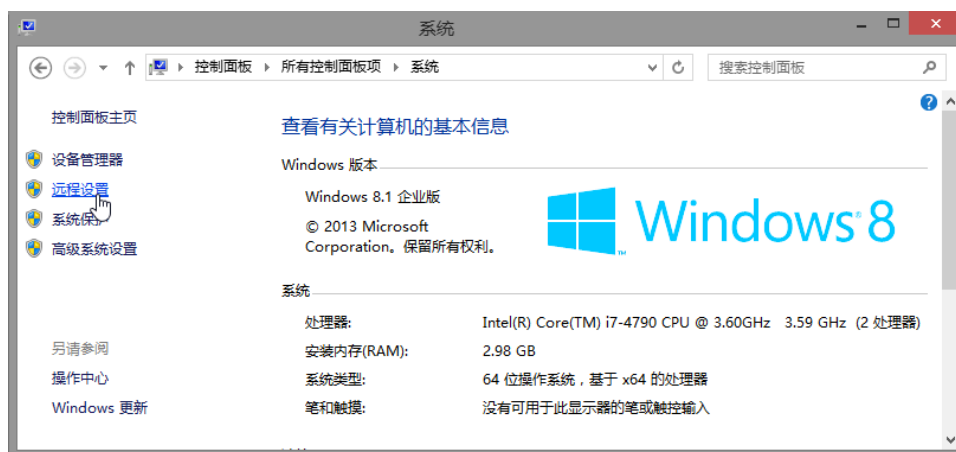 系统
控制面板 所有控制面板项 系统 搜索控制面板
控制面板主页
设备管理器
远程设置
系统保护
高级系统设置
另请参阅
操作中心
Windows 更新
查看有关计算机的基本信息
Windows 版本
Windows 8.1 企业版
© 2013 Microsoft
Corporation。保留所有权利。
Windows 8
系统
处理器: Intel(R) Core(TM) i7-4790 CPU @ 3.60GHz 3.59 GHz (2 处理器)
安装内存(RAM): 2.98 GB
系统类型: 64 位操作系统，基于 x64 的处理器
笔和触摸: 没有可用于此显示器的笔或触控输入